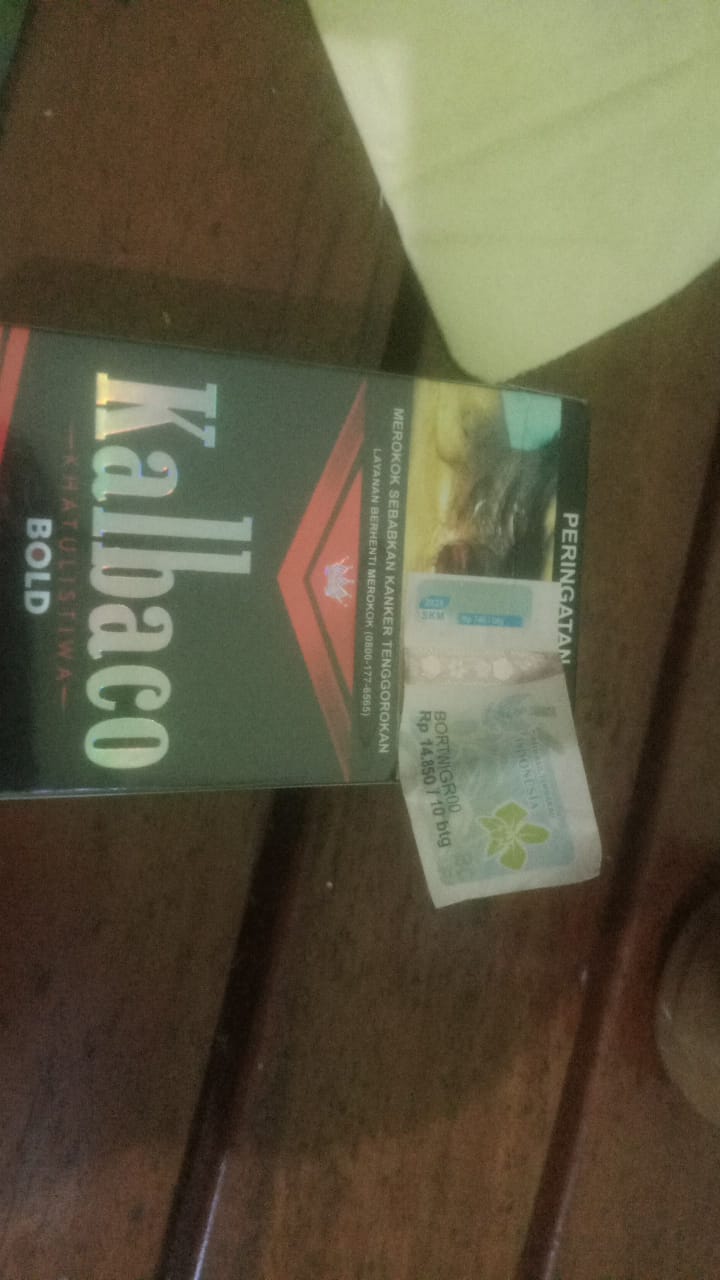 PERINGATAN
MEROKOK SEBABKAN KANKER TENGGOROKAN
LAYANAN BERHENTI MEROKOK (0800-177-6565)
Kalbaco
KHATULISTIWA
BOLD
SKM
INDONESIA
BORTNIGR00
Rp 14.850 / 10 btg